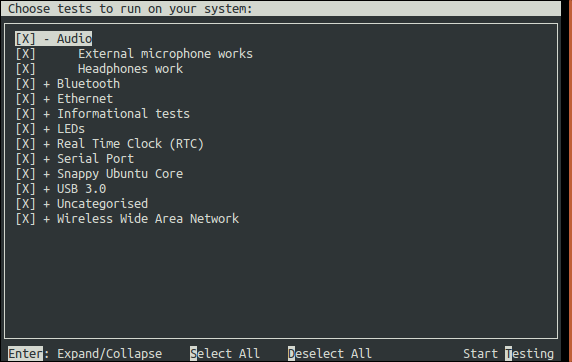 Choose tests to run on your system:
[X] - Audio
[X] External microphone works
[X] Headphones work
[X] + Bluetooth
[X] + Ethernet
[X] + Informational tests
[X] + LEDs
[X] + Real Time Clock (RTC)
[X] + Serial Port
[X] + Snappy Ubuntu Core
[X] + USB 3.0
[X] + Uncategorised
[X] + Wireless Wide Area Network
Enter: Expand/Collapse Select All Deselect All Start Testing